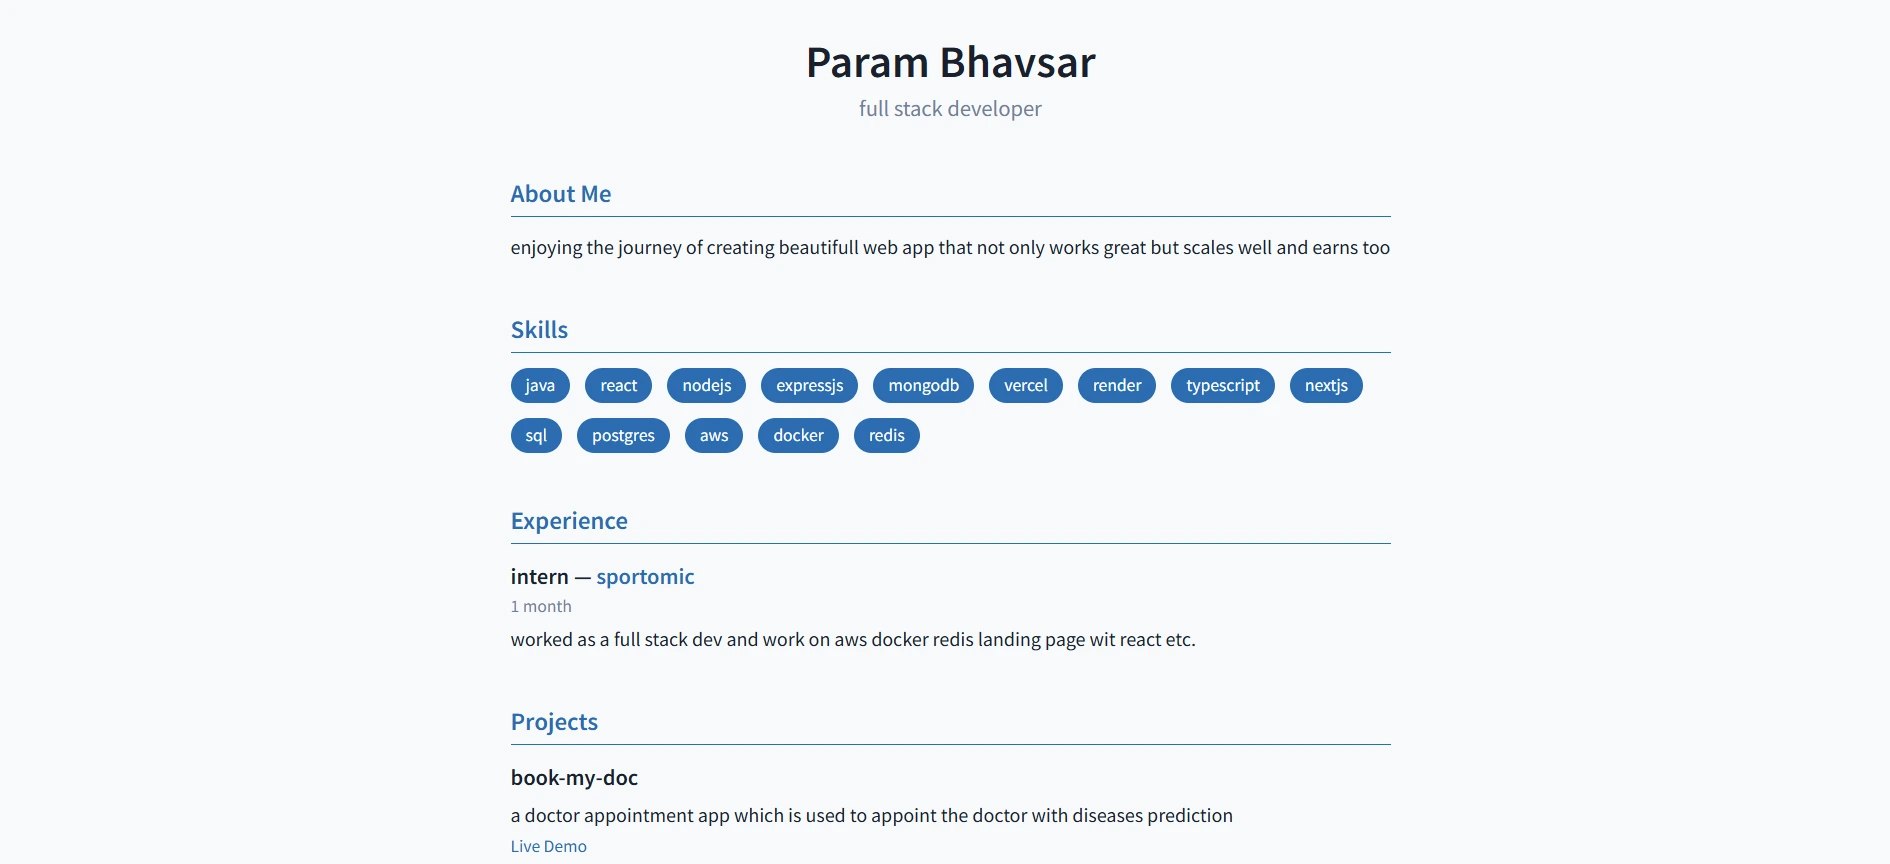 Param Bhavsar
full stack developer
About Me
enjoying the journey of creating beautifull web app that not only works great but scales well and earns too
Skills
java react nodejs expressjs mongodb vercel render typescript nextjs
sql postgres aws docker redis
Experience
intern — sportomic
1 month
worked as a full stack dev and work on aws docker redis landing page wit react etc.
Projects
book-my-doc
a doctor appointment app which is used to appoint the doctor with diseases prediction
Live Demo